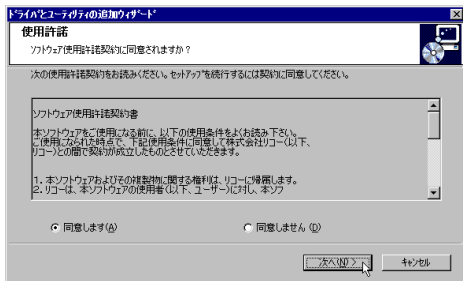 ﾄﾞﾗｲﾊﾞとﾕｰﾃｨﾘﾃｨの追加ｳｨｻﾞｰﾄﾞ
使用許諾
ソフトウェア使用許諾契約に同意されますか？
次の使用許諾契約をお読みください。セットアップを続行するには契約に同意してください。
ソフトウェア使用許諾契約書
本ソフトウェアをご使用になる前に、以下の使用条件をよくお読み下さい。
ご使用になられた時点で、下記使用条件に同意して株式会社リコー（以下、
リコー）との間で契約が成立したものとさせていただきます。
1. 本ソフトウェアおよびその複製物に関する権利は、リコーに帰属します。
2. リコーは、本ソフトウェアの使用者（以下、ユーザー）に対し、本ソフ
同意します(A)
同意しません (D)
次へ(N) >
キャンセル